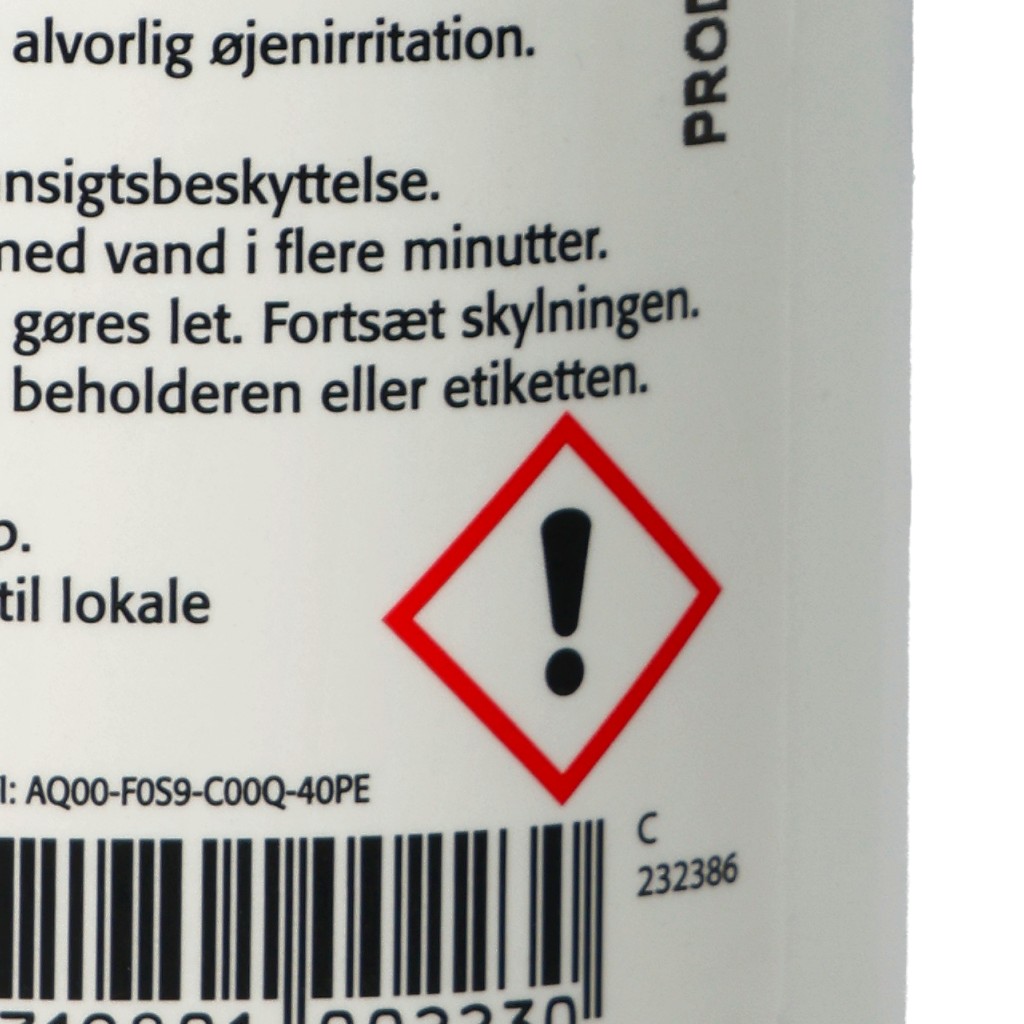 alvorlig øjenirritation.
nsigtsbeskyttelse.
med vand i flere minutter.
gøres let. Fortsæt skylningen.
beholderen eller etiketten.
til lokale
AQ00-F0S9-C00Q-40PE
C
232386
PROD